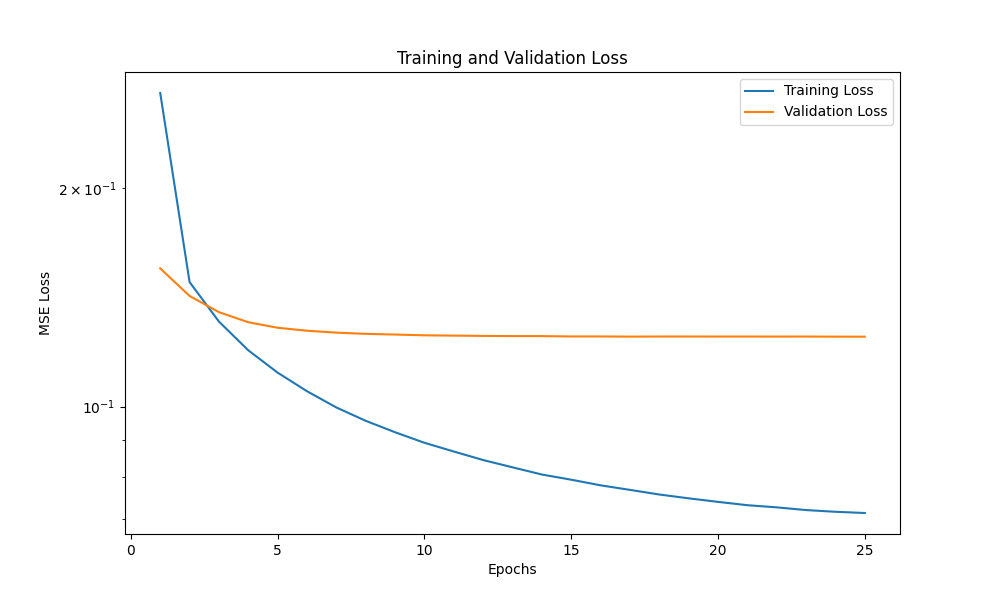 Training and Validation Loss
Training Loss
Validation Loss
2 × 10⁻¹
10⁻¹
MSE Loss
0 5 10 15 20 25
Epochs